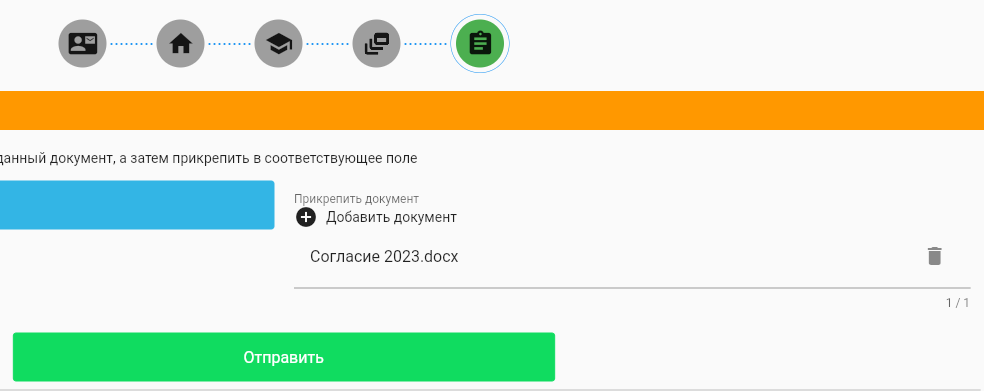 данный документ, а затем прикрепить в соответствующее поле
Прикрепить документ
Добавить документ
Согласие 2023.docx
1 / 1
Отправить